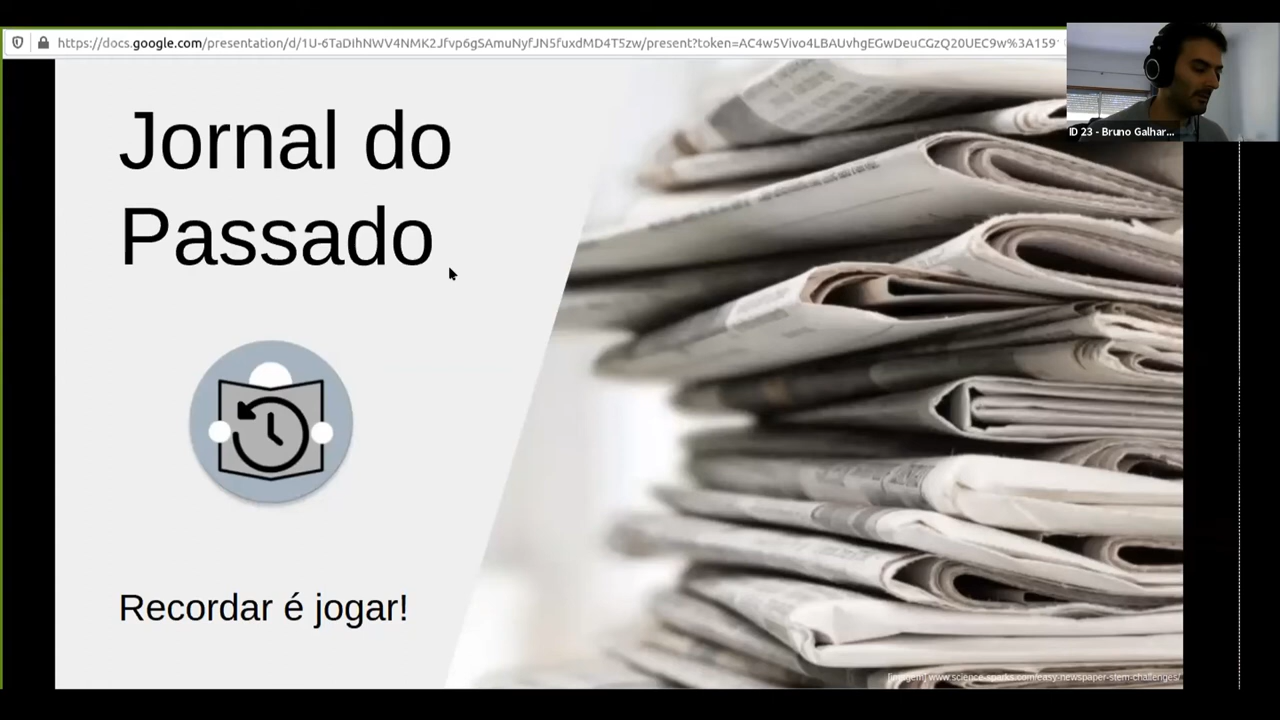 https://docs.google.com/presentation/d/1U-6TaDIhNWV4NMK2Jfvp6gSAmuNyfJN5fuxdMD4T5zw/present?token=AC4w5Vivo4LBAUvhgEGwDeuCGzQ20UEC9w%3A159
ID 23 - Bruno Galhar...
Jornal do
Passado
Recordar é jogar!
[imagem] www.science-sparks.com/easy-newspaper-stem-challenges/